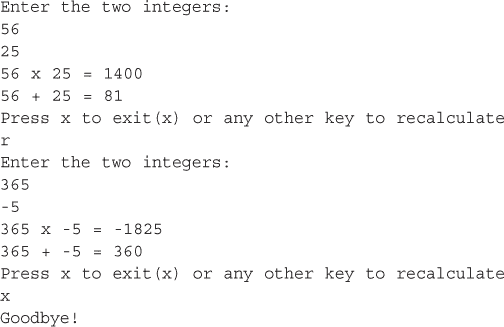 Enter the two integers:
56
25
56 x 25 = 1400
56 + 25 = 81
Press x to exit(x) or any other key to recalculate
r
Enter the two integers:
365
-5
365 x -5 = -1825
365 + -5 = 360
Press x to exit(x) or any other key to recalculate
x
Goodbye!